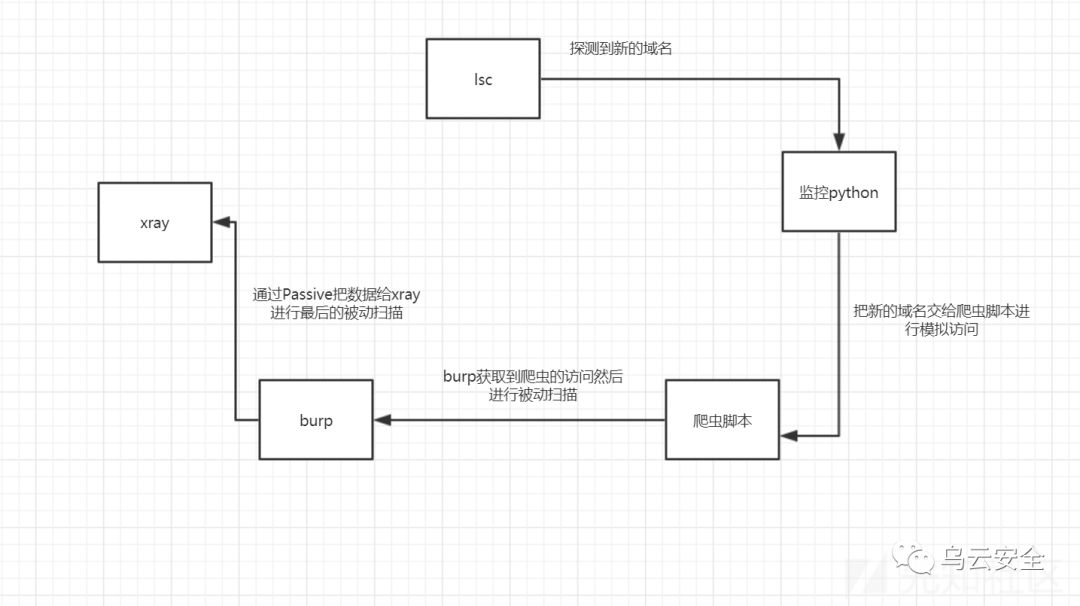 lsc
探测到新的域名
监控python
xray
通过Passive把数据给xray
进行最后的被动扫描
把新的域名交给爬虫脚本进
行模拟访问
burp获取到爬虫的访问然后
进行被动扫描
burp
爬虫脚本
乌云安全
先知社区